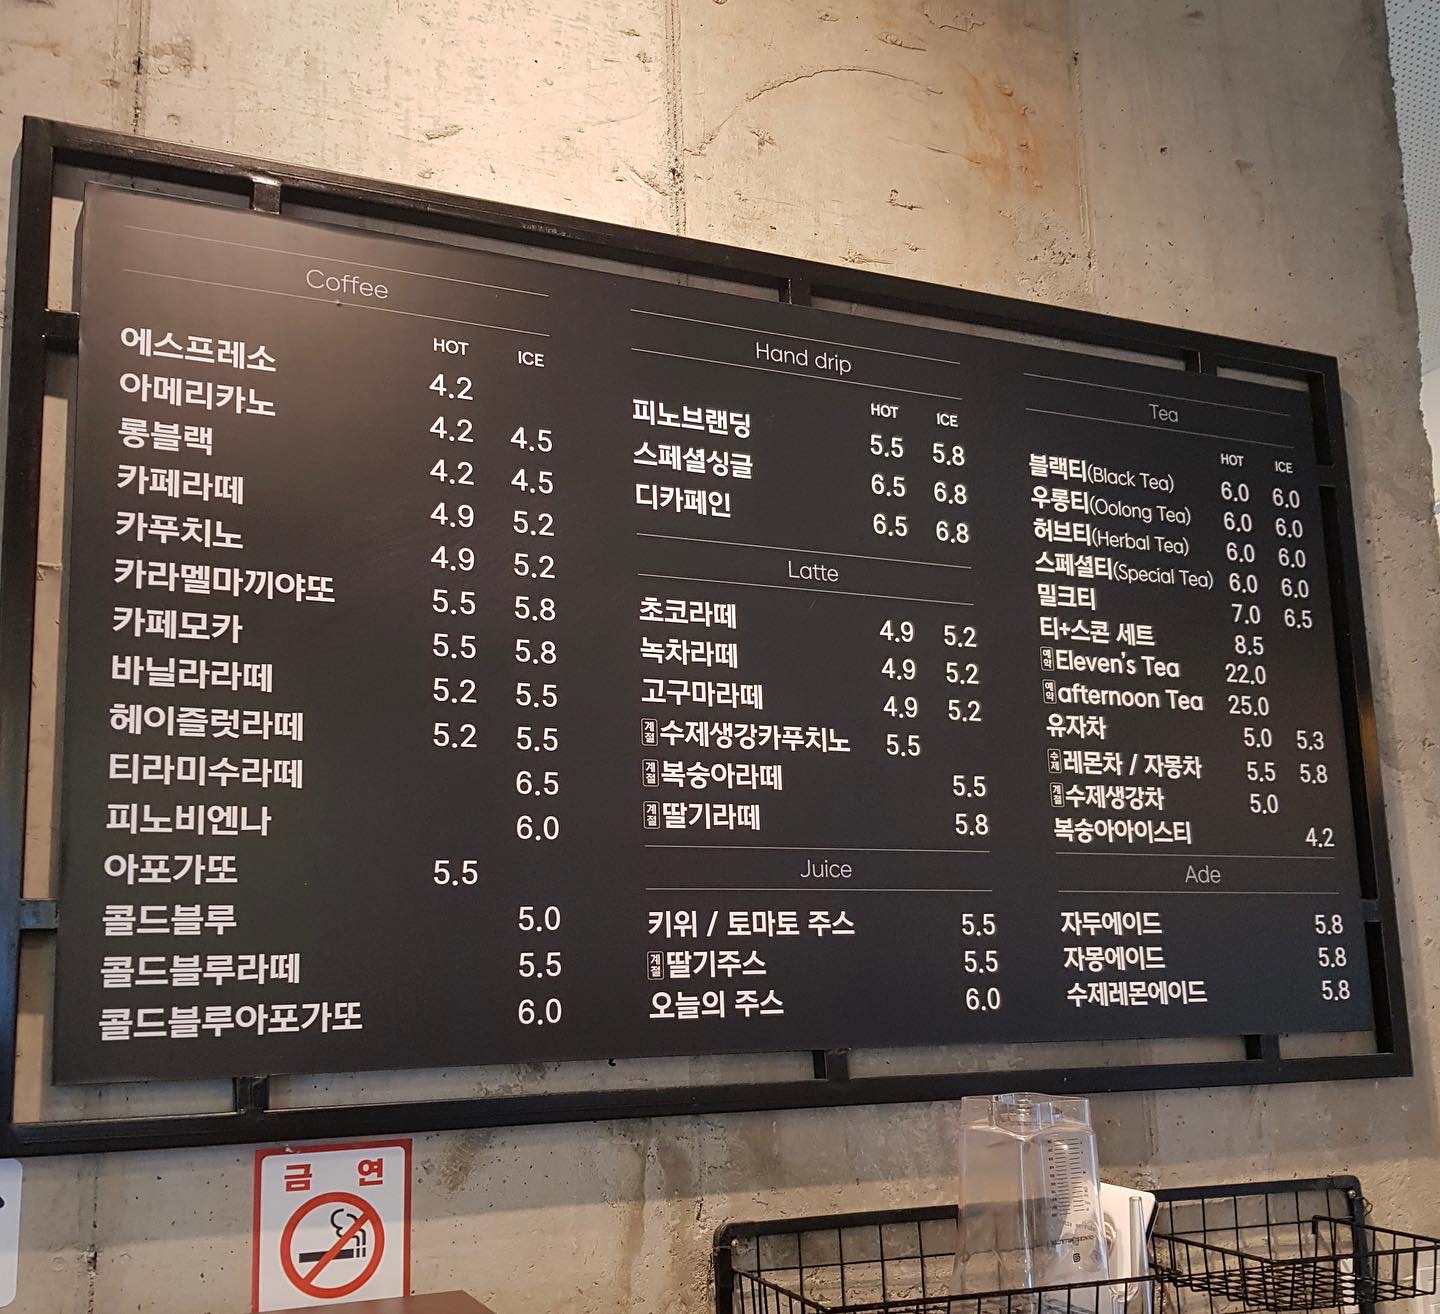 Coffee
HOT ICE
에스프레소 4.2
아메리카노 4.2 4.5
롱블랙 4.2 4.5
카페라떼 4.9 5.2
카푸치노 4.9 5.2
카라멜마끼야또 5.5 5.8
카페모카 5.5 5.8
바닐라라떼 5.2 5.5
헤이즐럿라떼 5.2 5.5
티라미수라떼 6.5
피노비엔나 6.0
아포가또 5.5
콜드블루 5.0
콜드블루라떼 5.5
콜드블루아포가또 6.0
Hand drip
HOT ICE
피노브랜딩 5.5 5.8
스페셜싱글 6.5 6.8
디카페인 6.5 6.8
Latte
초코라떼 4.9 5.2
녹차라떼 4.9 5.2
고구마라떼 4.9 5.2
계절 수제생강카푸치노 5.5
계절 복숭아라떼 5.5
계절 딸기라떼 5.8
Juice
키위 / 토마토 주스 5.5
계절 딸기주스 5.5
오늘의 주스 6.0
Tea
HOT ICE
블랙티(Black Tea) 6.0 6.0
우롱티(Oolong Tea) 6.0 6.0
허브티(Herbal Tea) 6.0 6.0
스페셜티(Special Tea) 6.0 6.0
밀크티 7.0 6.5
티+스콘 세트 8.5
예약 Eleven's Tea 22.0
예약 afternoon Tea 25.0
유자차 5.0 5.3
수제 레몬차 / 자몽차 5.5 5.8
계절 수제생강차 5.0
복숭아아이스티 4.2
Ade
자두에이드 5.8
자몽에이드 5.8
수제레몬에이드 5.8
금 연